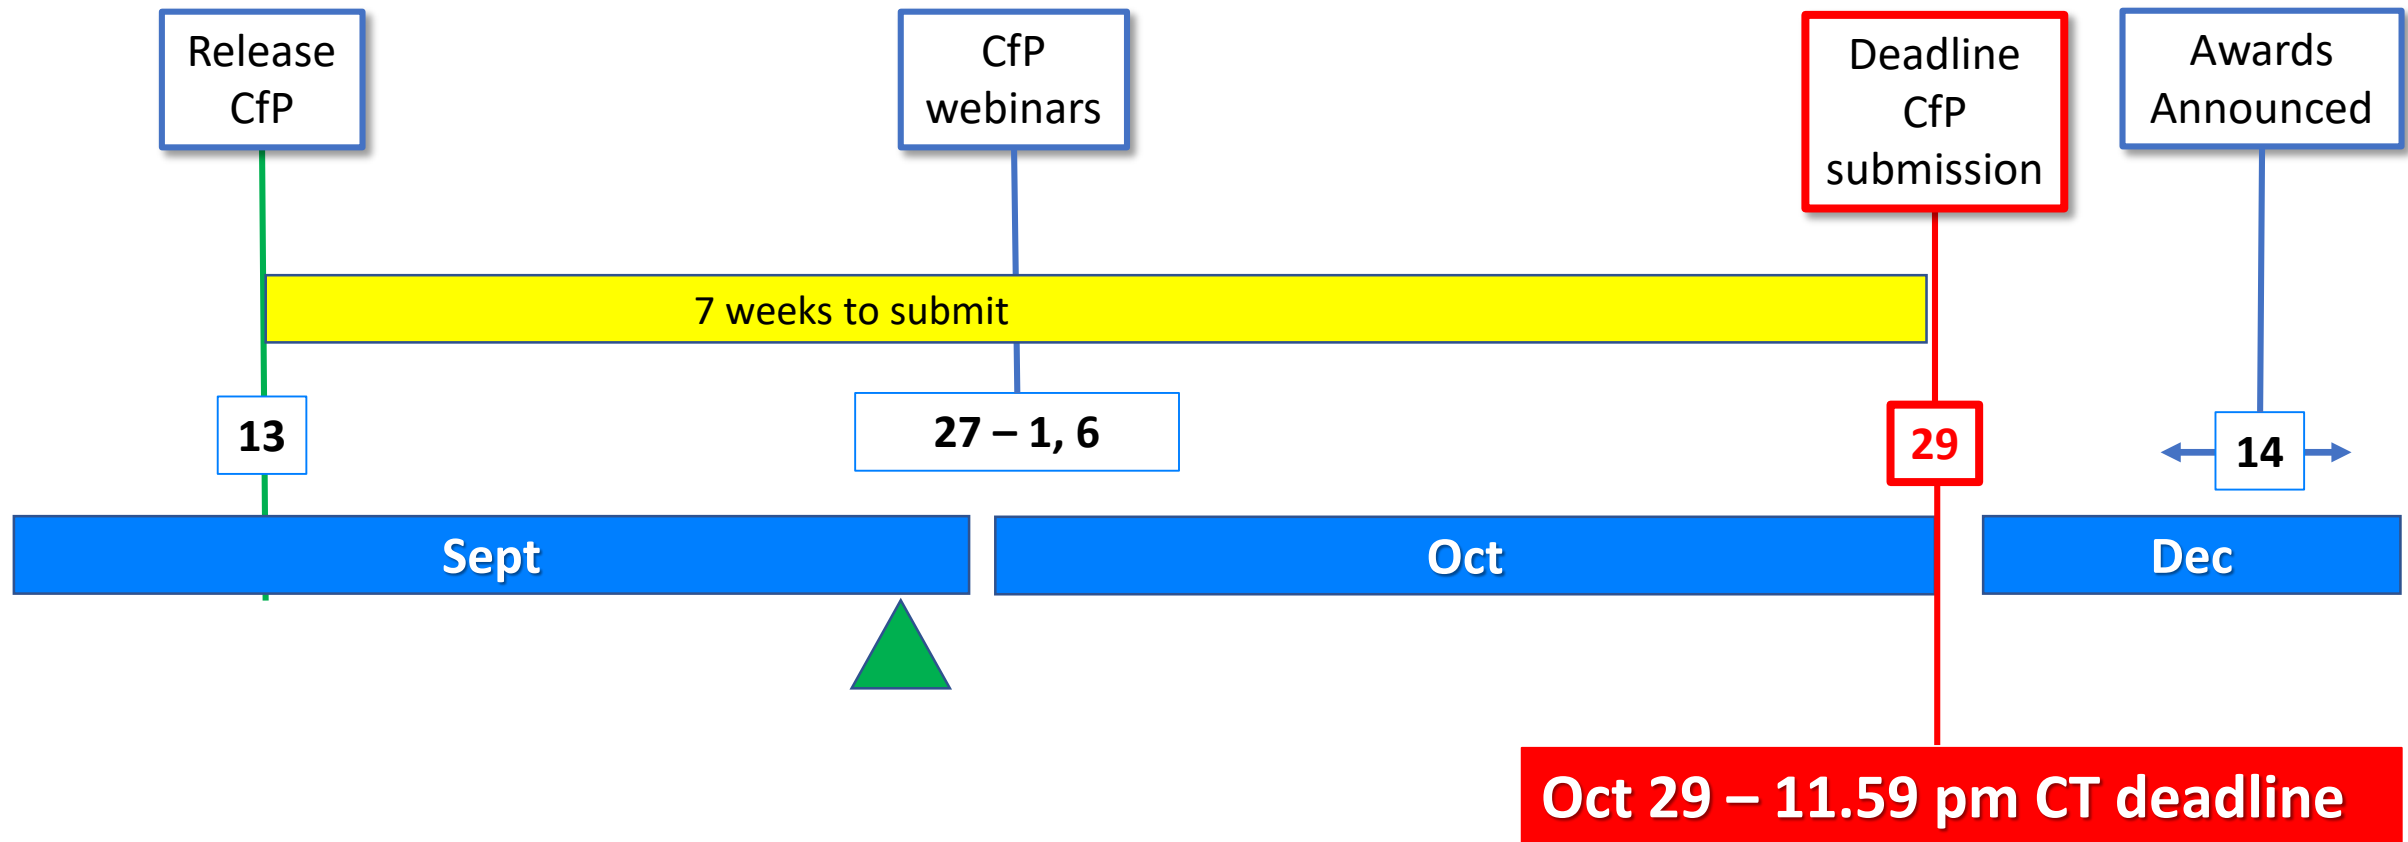 Release
CfP
CfP
webinars
Deadline
CfP
submission
Awards
Announced
7 weeks to submit
13
27 – 1, 6
29
14
Sept
Oct
Dec
Oct 29 – 11.59 pm CT deadline